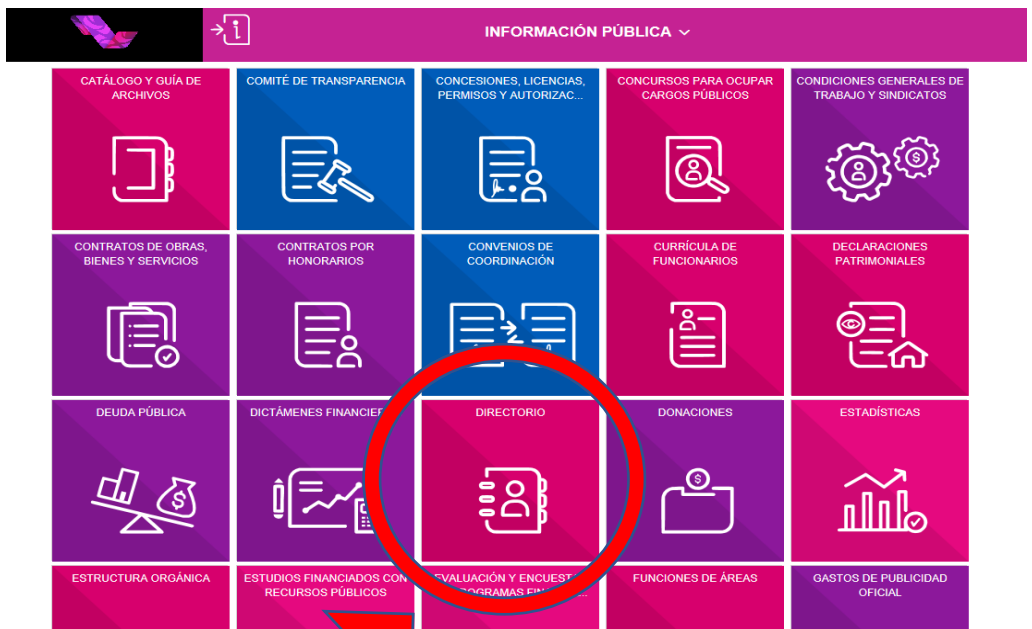 INFORMACIÓN PÚBLICA
CATÁLOGO Y GUÍA DE
ARCHIVOS
COMITÉ DE TRANSPARENCIA
CONCESIONES, LICENCIAS,
PERMISOS Y AUTORIZAC...
CONCURSOS PARA OCUPAR
CARGOS PÚBLICOS
CONDICIONES GENERALES DE
TRABAJO Y SINDICATOS
CONTRATOS DE OBRAS,
BIENES Y SERVICIOS
CONTRATOS POR
HONORARIOS
CONVENIOS DE
COORDINACIÓN
CURRÍCULA DE
FUNCIONARIOS
DECLARACIONES
PATRIMONIALES
DEUDA PÚBLICA
DICTÁMENES
DIRECTORIO
DONACIONES
ESTADÍSTICAS
ESTRUCTURA ORGÁNICA
ESTUDIOS FINANCIADOS CON
RECURSOS PÚBLICOS
EVALUACIÓN Y
FUNCIONES DE ÁREAS
GASTOS DE PUBLICIDAD
OFICIAL